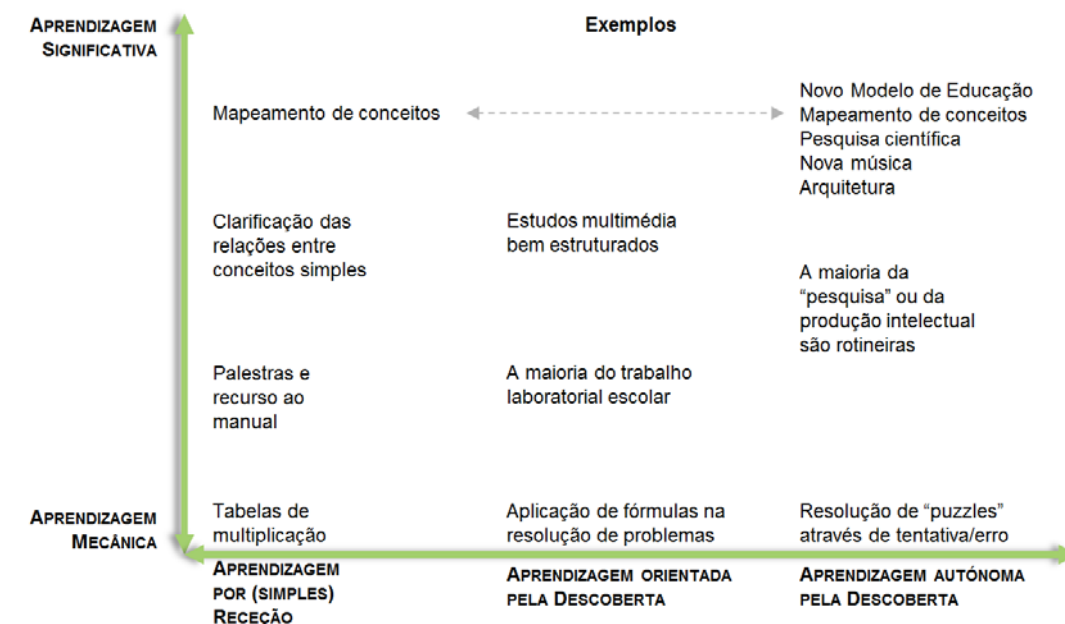 APRENDIZAGEM
SIGNIFICATIVA
Exemplos
Mapeamento de conceitos
Novo Modelo de Educação
Mapeamento de conceitos
Pesquisa científica
Nova música
Arquitetura
Clarificação das
relações entre
conceitos simples
Estudos multimédia
bem estruturados
A maioria da
“pesquisa” ou da
produção intelectual
são rotineiras
Palestras e
recurso ao
manual
A maioria do trabalho
laboratorial escolar
APRENDIZAGEM
MECÂNICA
Tabelas de
multiplicação
Aplicação de fórmulas na
resolução de problemas
Resolução de “puzzles”
através de tentativa/erro
APRENDIZAGEM
POR (SIMPLES)
RECEÇÃO
APRENDIZAGEM ORIENTADA
PELA DESCOBERTA
APRENDIZAGEM AUTÓNOMA
PELA DESCOBERTA